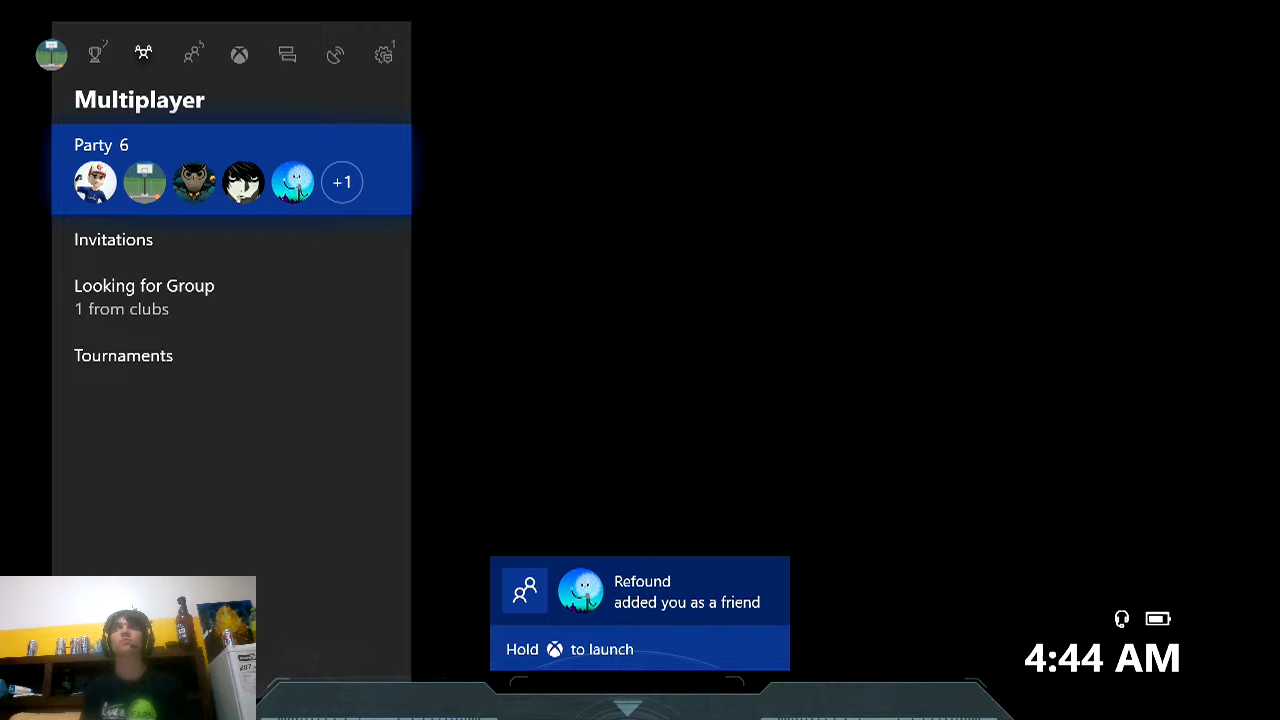 Multiplayer
Party 6
+1
Invitations
Looking for Group
1 from clubs
Tournaments
Refound
added you as a friend
Hold to launch
4:44 AM